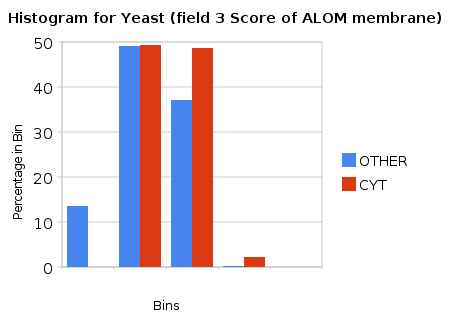 Histogram for Yeast (field 3 Score of ALOM membrane)
50
40
30
20
10
0
Percentage in Bin
Bins
OTHER
CYT